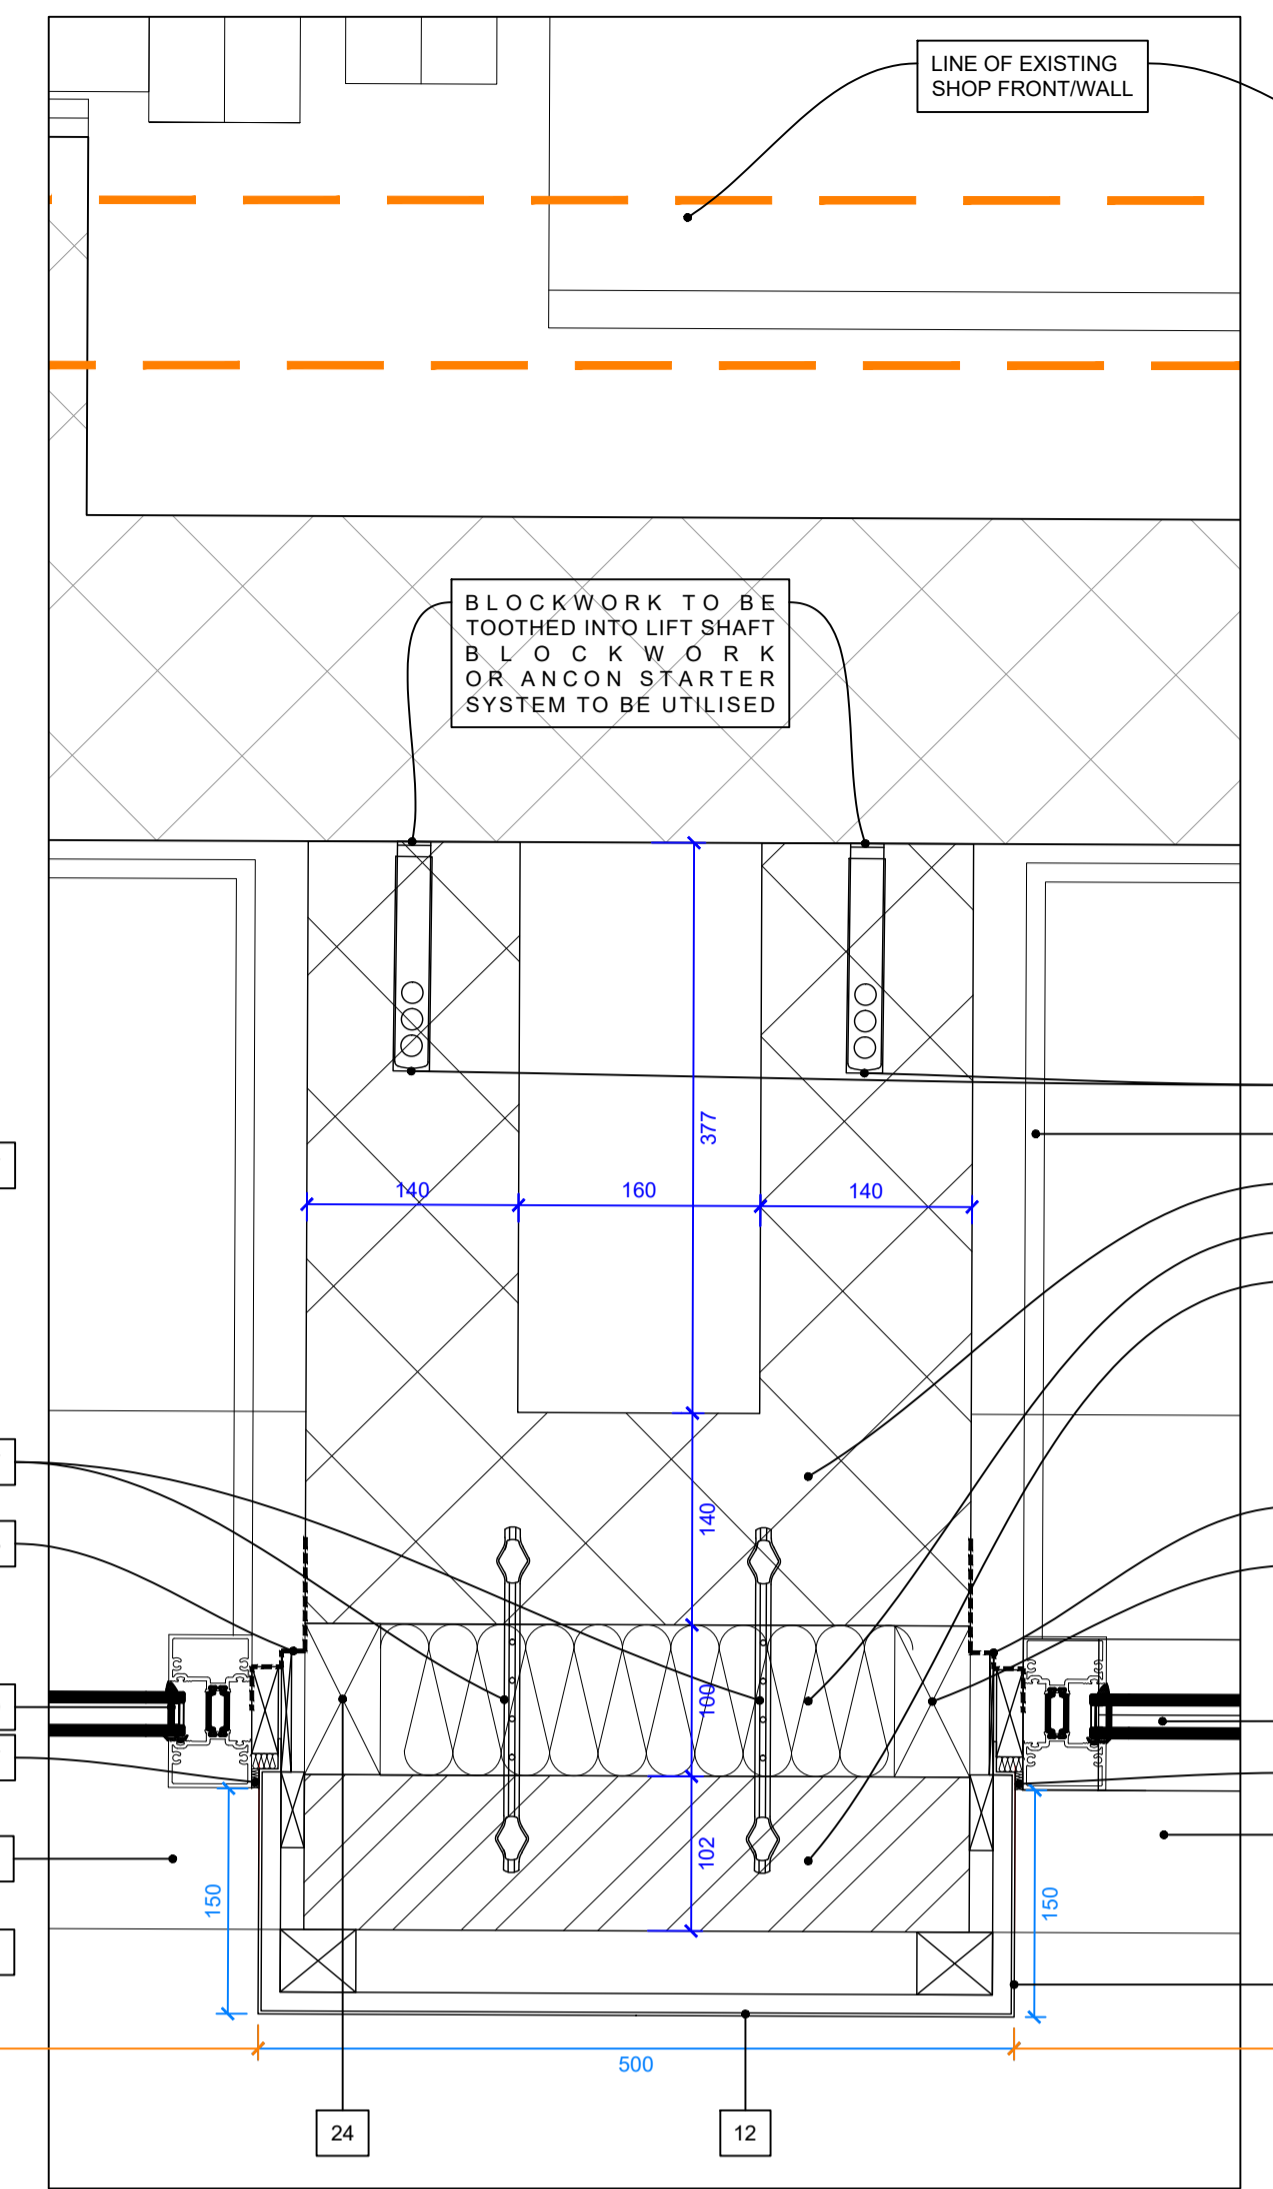 LINE OF EXISTING
SHOP FRONT/WALL
BLOCKWORK TO BE
TOOTHED INTO LIFT SHAFT
BLOCKWORK
OR ANCON STARTER
SYSTEM TO BE UTILISED
377
140
160
140
140
100
102
150
150
500
24
12